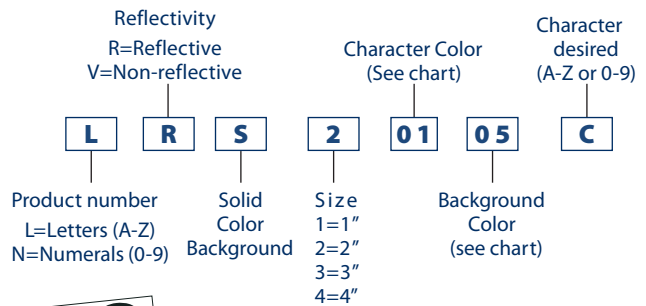 Reflectivity
R=Reflective
V=Non-reflective
Character Color
(See chart)
Character
desired
(A-Z or 0-9)
L R S 2 01 05 C
Product number
L=Letters (A-Z)
N=Numerals (0-9)
Solid
Color
Background
Size
1=1"
2=2"
3=3"
4=4"
Background
Color
(see chart)